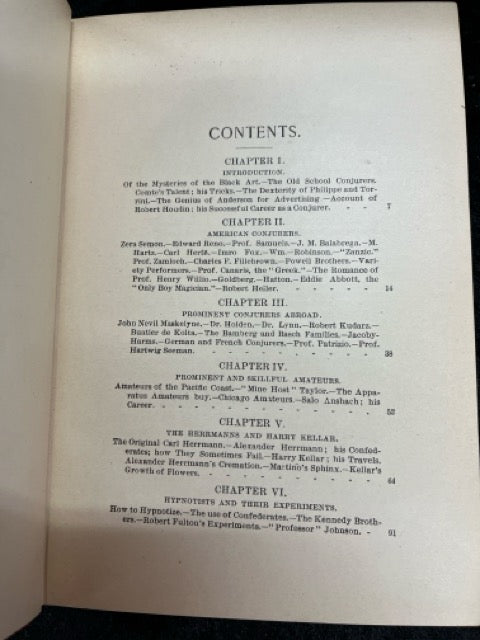 CONTENTS.
CHAPTER I.
INTRODUCTION.
Of the Mysteries of the Black Art.—The Old School Conjurers.
Comte's Talent; his Tricks.—The Dexterity of Philippe and Tor-
rini.—The Genius of Anderson for Advertising—Account of
Robert Houdin; his Successful Career as a Conjurer. - - 7
CHAPTER II.
AMERICAN CONJURERS.
Zera Semon.—Edward Reno.—Prof. Samuels.—J. M. Balabrega.—M.
Hartz.—Carl Hertz.—Imro Fox.—Wm. Robinson.—"Zanzic."
Prof. Zamloch.—Charles F. Fillebrown.—Powell Brothers.—Vari-
ety Performers.—Prof. Canaris, the "Greek."—The Romance of
Prof. Henry Willio.—Goldberg.—Hatton.—Eddie Abbott, the
"Only Boy Magician."—Robert Heller. - - - - - 14
CHAPTER III.
PROMINENT CONJURERS ABROAD.
John Nevil Maskelyne.—Dr. Holden.—Dr. Lynn.—Robert Kudarz.—
Buatier de Kolta.—The Bamberg and Basch Families.—Jacoby-
Harms.—German and French Conjurers.—Prof. Patrizio.—Prof.
Hartwig Seeman. - - - - - - - - - 38
CHAPTER IV.
PROMINENT AND SKILLFUL AMATEURS.
Amateurs of the Pacific Coast.—"Mine Host" Taylor.—The Appa-
ratus Amateurs buy.—Chicago Amateurs.—Salo Ansbach; his
Career. - - - - - - - - - - - 52
CHAPTER V.
THE HERRMANNS AND HARRY KELLAR.
The Original Carl Herrmann.—Alexander Herrmann; his Confed-
erates; how They Sometimes Fail.—Harry Kellar; his Travels.
Alexander Herrmann's Cremation.—Martino's Sphinx.—Kellar's
Growth of Flowers. - - - - - - - - 64
CHAPTER VI.
HYPNOTISTS AND THEIR EXPERIMENTS.
How to Hypnotize.—The use of Confederates.—The Kennedy Broth-
ers.—Robert Fulton's Experiments.—"Professor" Johnson. - 91